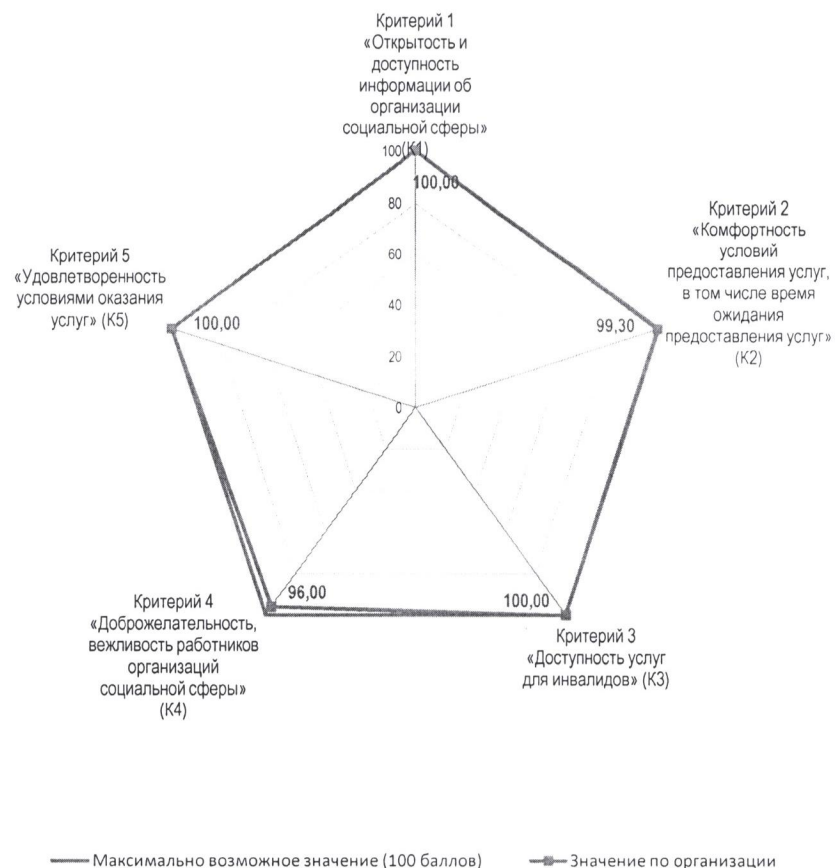 Критерий 1
«Открытость и
доступность
информации об
организации
социальной сферы»
(К1)
100
100,00
80
60
40
20
0
Критерий 2
«Комфортность
условий
предоставления услуг,
в том числе время
ожидания
предоставления услуг»
(К2)
99,30
Критерий 5
«Удовлетворенность
условиями оказания
услуг» (К5)
100,00
Критерий 4
«Доброжелательность,
вежливость работников
организаций
социальной сферы»
(К4)
96,00
100,00
Критерий 3
«Доступность услуг
для инвалидов» (К3)
Максимально возможное значение (100 баллов)
Значение по организации